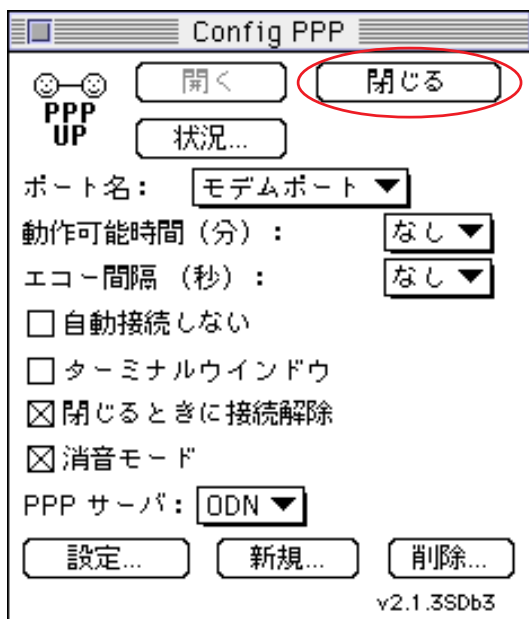 Config PPP
開く 閉じる
PPP
UP
状況...
ポート名： モデムポート
動作可能時間（分）： なし
エコー間隔（秒）： なし
自動接続しない
ターミナルウインドウ
閉じるときに接続解除
消音モード
PPP サーバ： ODN
設定... 新規... 削除...
v2.1.3SDb3